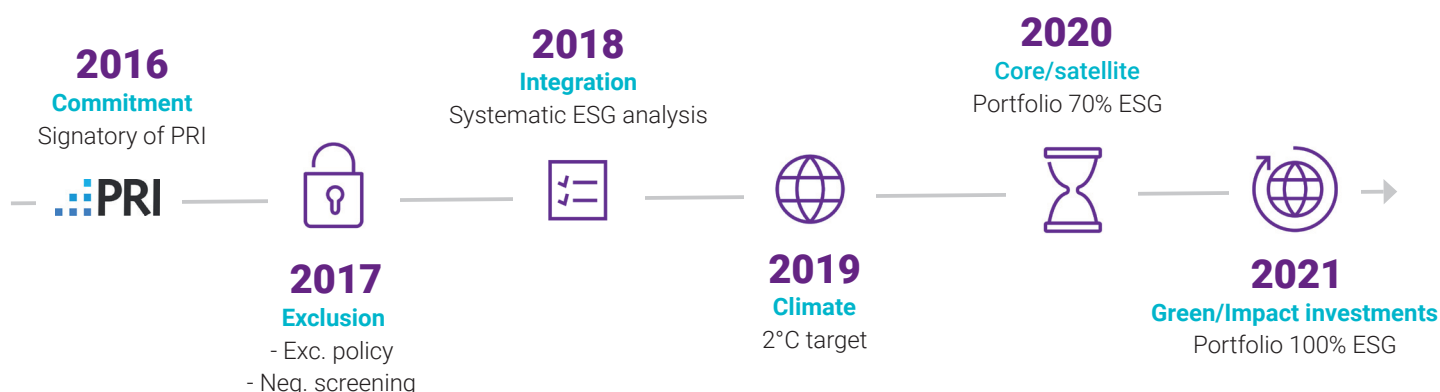 2016
Commitment
Signatory of PRI
PRI
2017
Exclusion
- Exc. policy
- Neg. screening
2018
Integration
Systematic ESG analysis
2019
Climate
2°C target
2020
Core/satellite
Portfolio 70% ESG
2021
Green/Impact investments
Portfolio 100% ESG